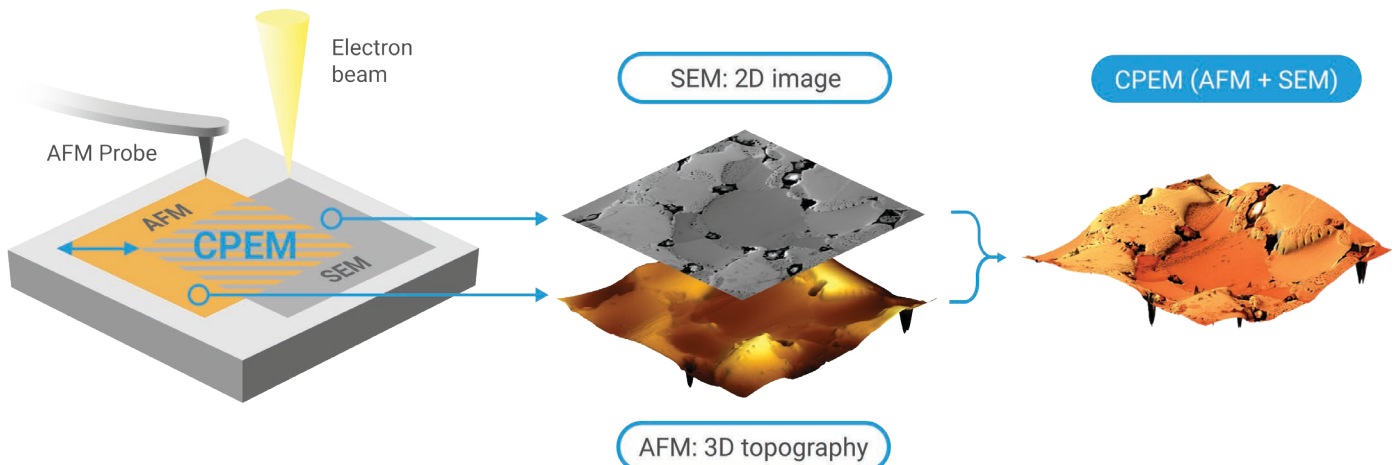 Electron
beam
AFM Probe
AFM
CPEM
SEM
SEM: 2D image
AFM: 3D topography
CPEM (AFM + SEM)